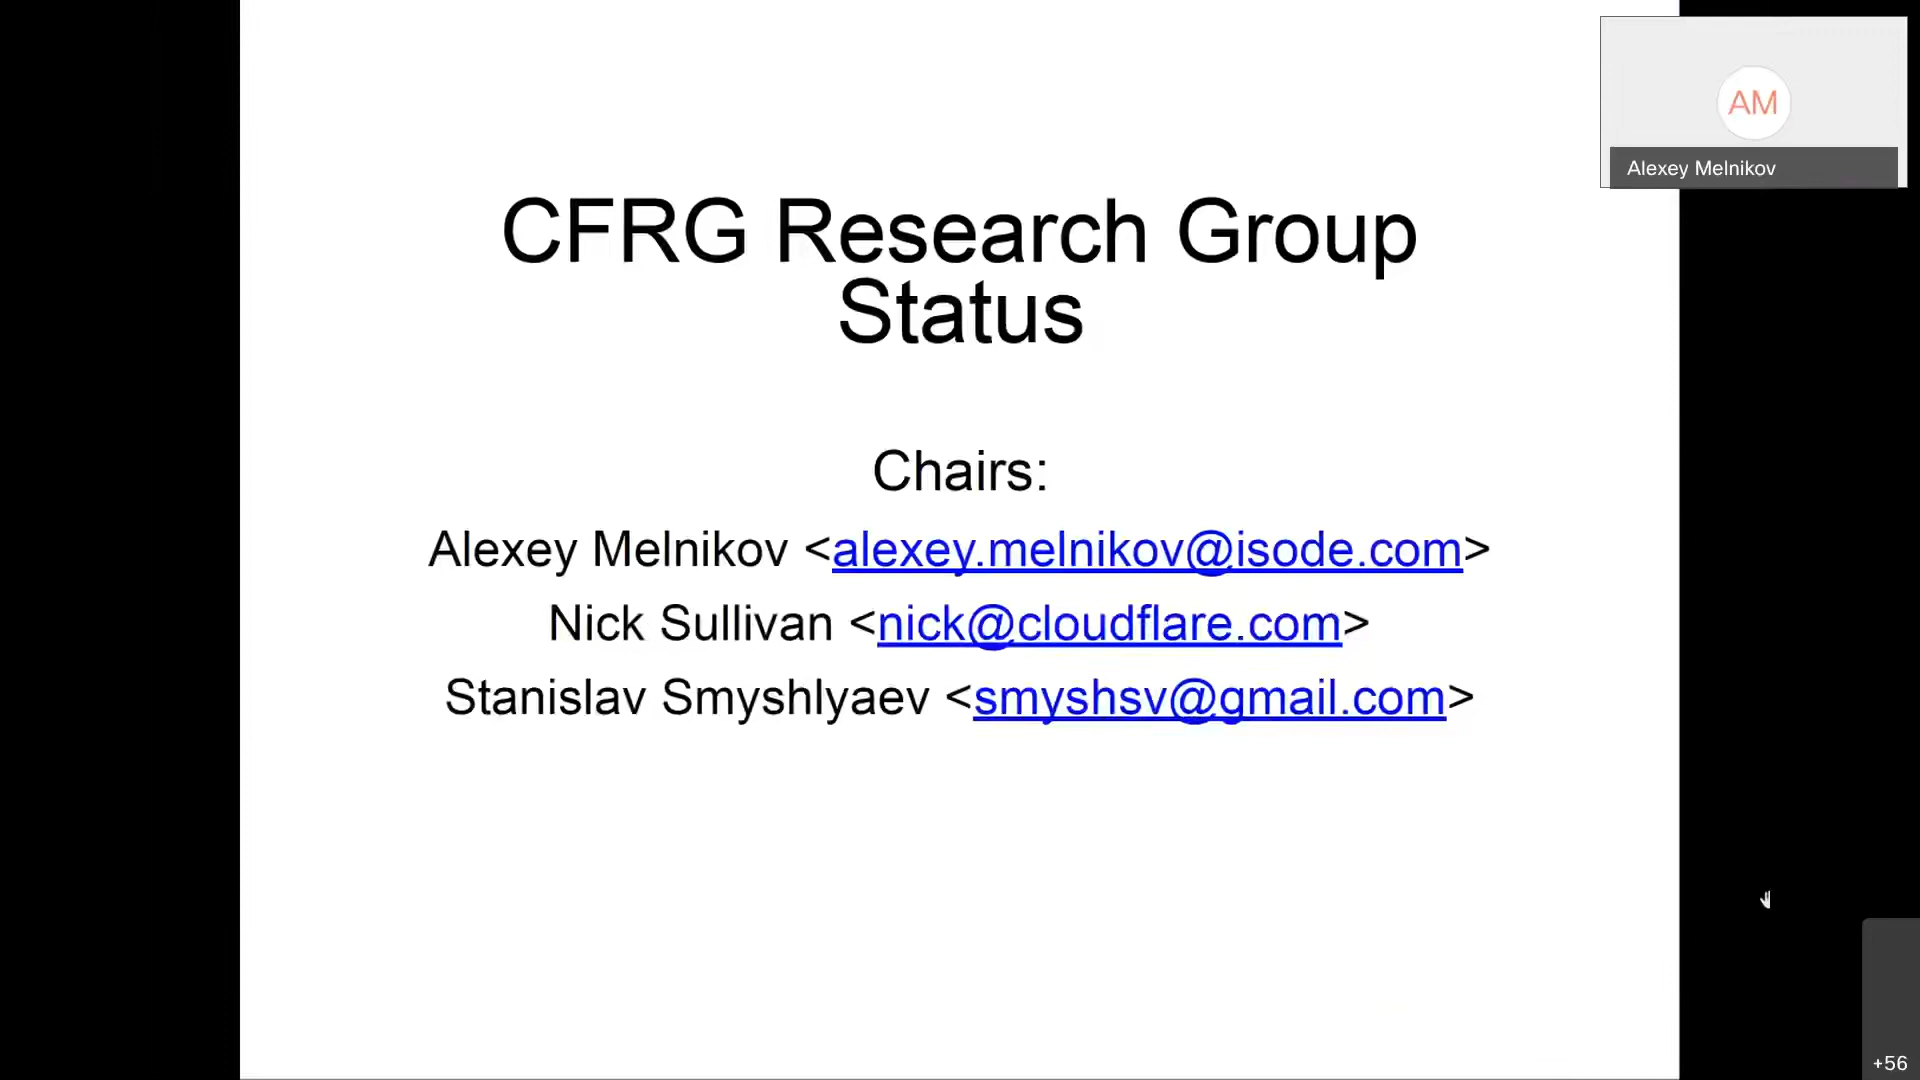 CFRG Research Group
Status
Chairs:
Alexey Melnikov <alexey.melnikov@isode.com>
Nick Sullivan <nick@cloudflare.com>
Stanislav Smyshlyaev <smyshsv@gmail.com>
AM
Alexey Melnikov
+56